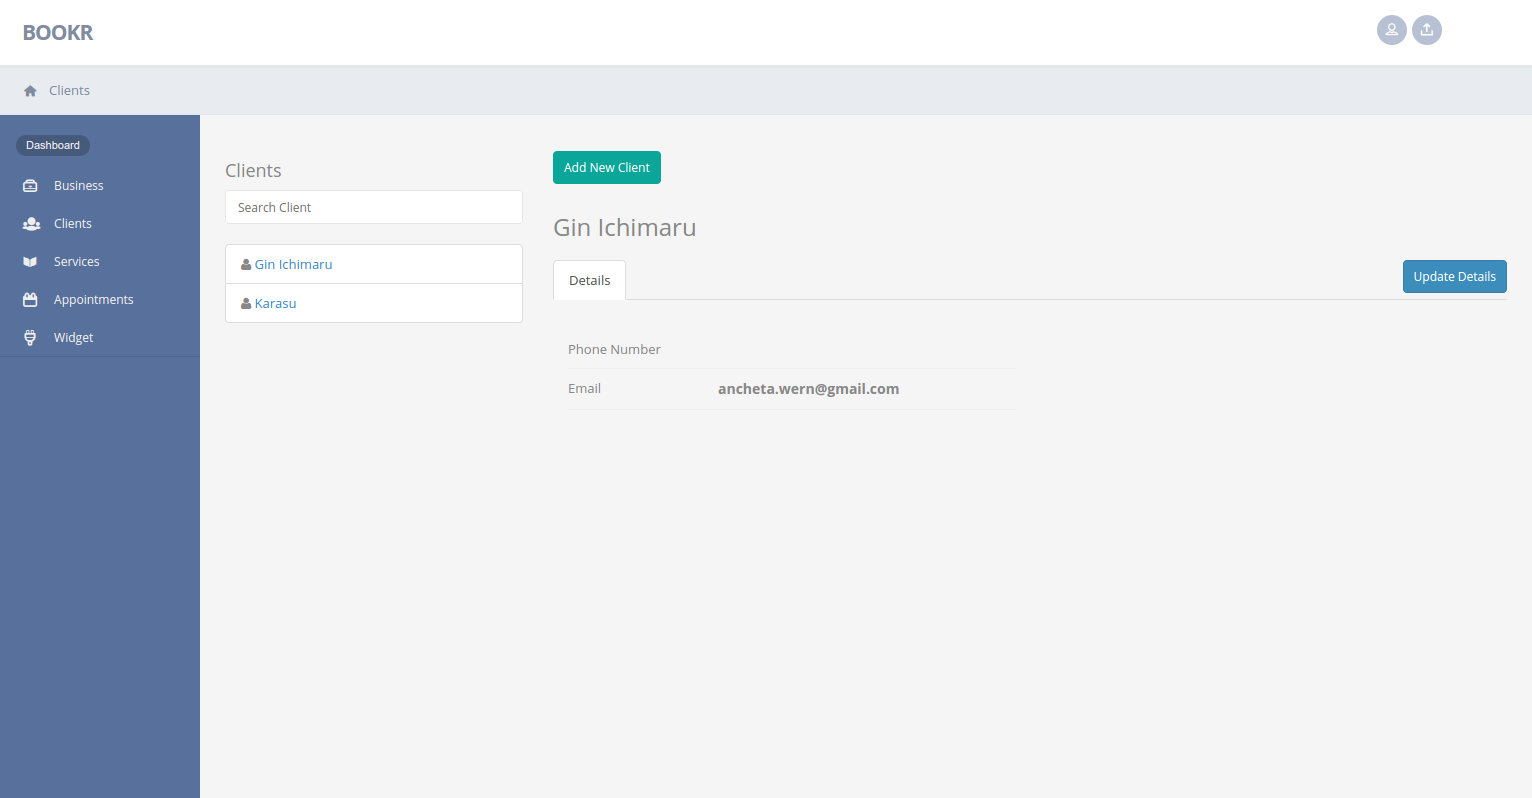 BOOKR
Clients
Dashboard
Business
Clients
Services
Appointments
Widget
Clients
Search Client
Gin Ichimaru
Karasu
Add New Client
Gin Ichimaru
Details
Update Details
Phone Number
Email ancheta.wern@gmail.com